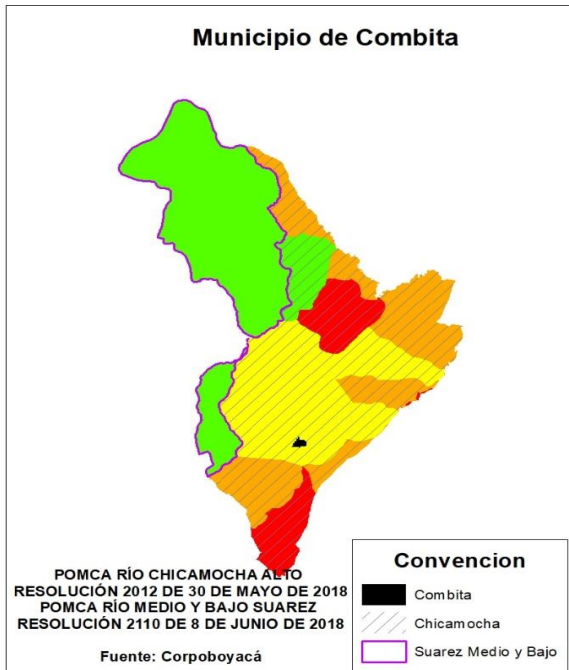 Municipio de Combita
POMCA RÍO CHICAMOCHA ALTO
RESOLUCIÓN 2012 DE 30 DE MAYO DE 2018
POMCA RÍO MEDIO Y BAJO SUAREZ
RESOLUCIÓN 2110 DE 8 DE JUNIO DE 2018
Fuente: Corpoboyacá
Convencion
Combita
Chicamocha
Suarez Medio y Bajo